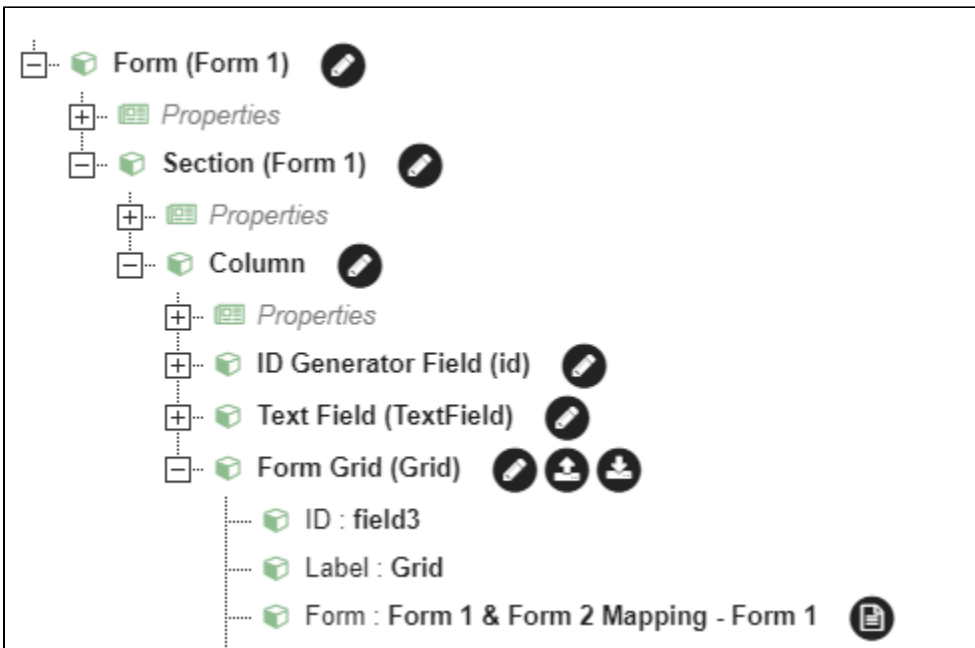 Form (Form 1)
Properties
Section (Form 1)
Properties
Column
Properties
ID Generator Field (id)
Text Field (TextField)
Form Grid (Grid)
ID : field3
Label : Grid
Form : Form 1 & Form 2 Mapping - Form 1